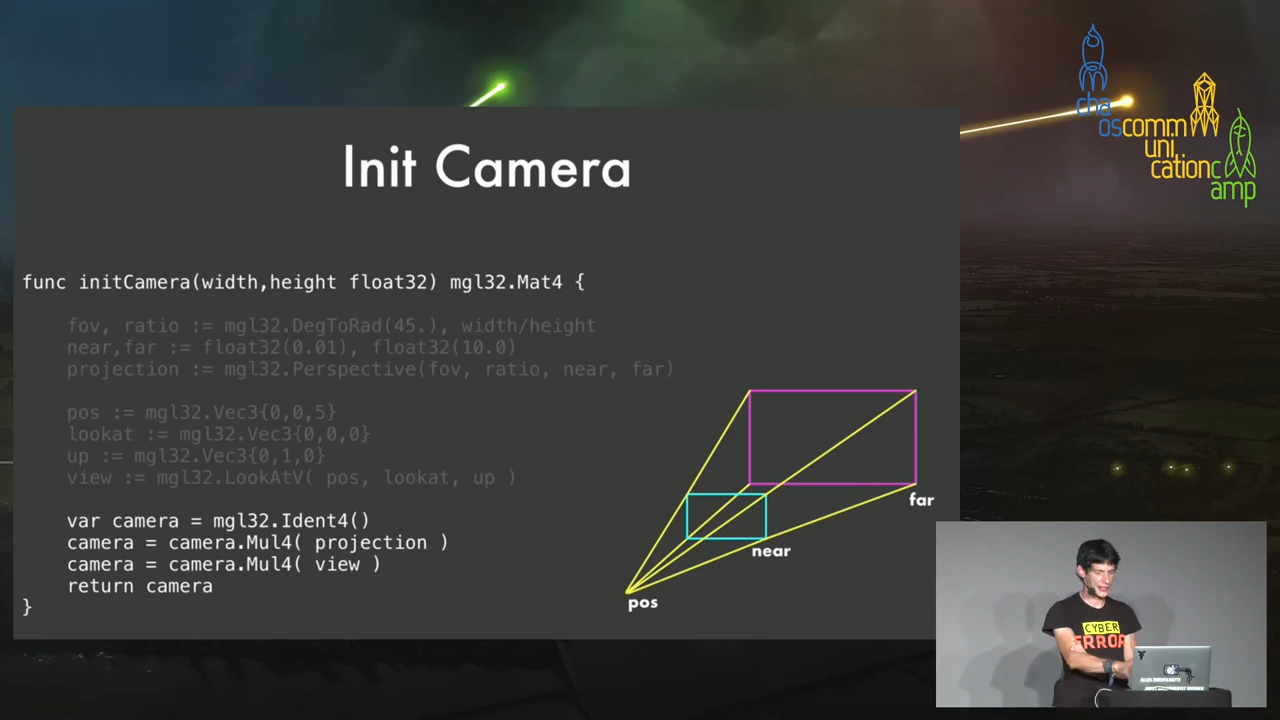 chaoscommunicationcamp
Init Camera
func initCamera(width,height float32) mgl32.Mat4 {
fov, ratio := mgl32.DegToRad(45.), width/height
near,far := float32(0.01), float32(10.0)
projection := mgl32.Perspective(fov, ratio, near, far)
pos := mgl32.Vec3{0,0,5}
lookat := mgl32.Vec3{0,0,0}
up := mgl32.Vec3{0,1,0}
view := mgl32.LookAtV( pos, lookat, up )
var camera = mgl32.Ident4()
camera = camera.Mul4( projection )
camera = camera.Mul4( view )
return camera
}
far
near
pos
CYBER
ERROR
ALLES